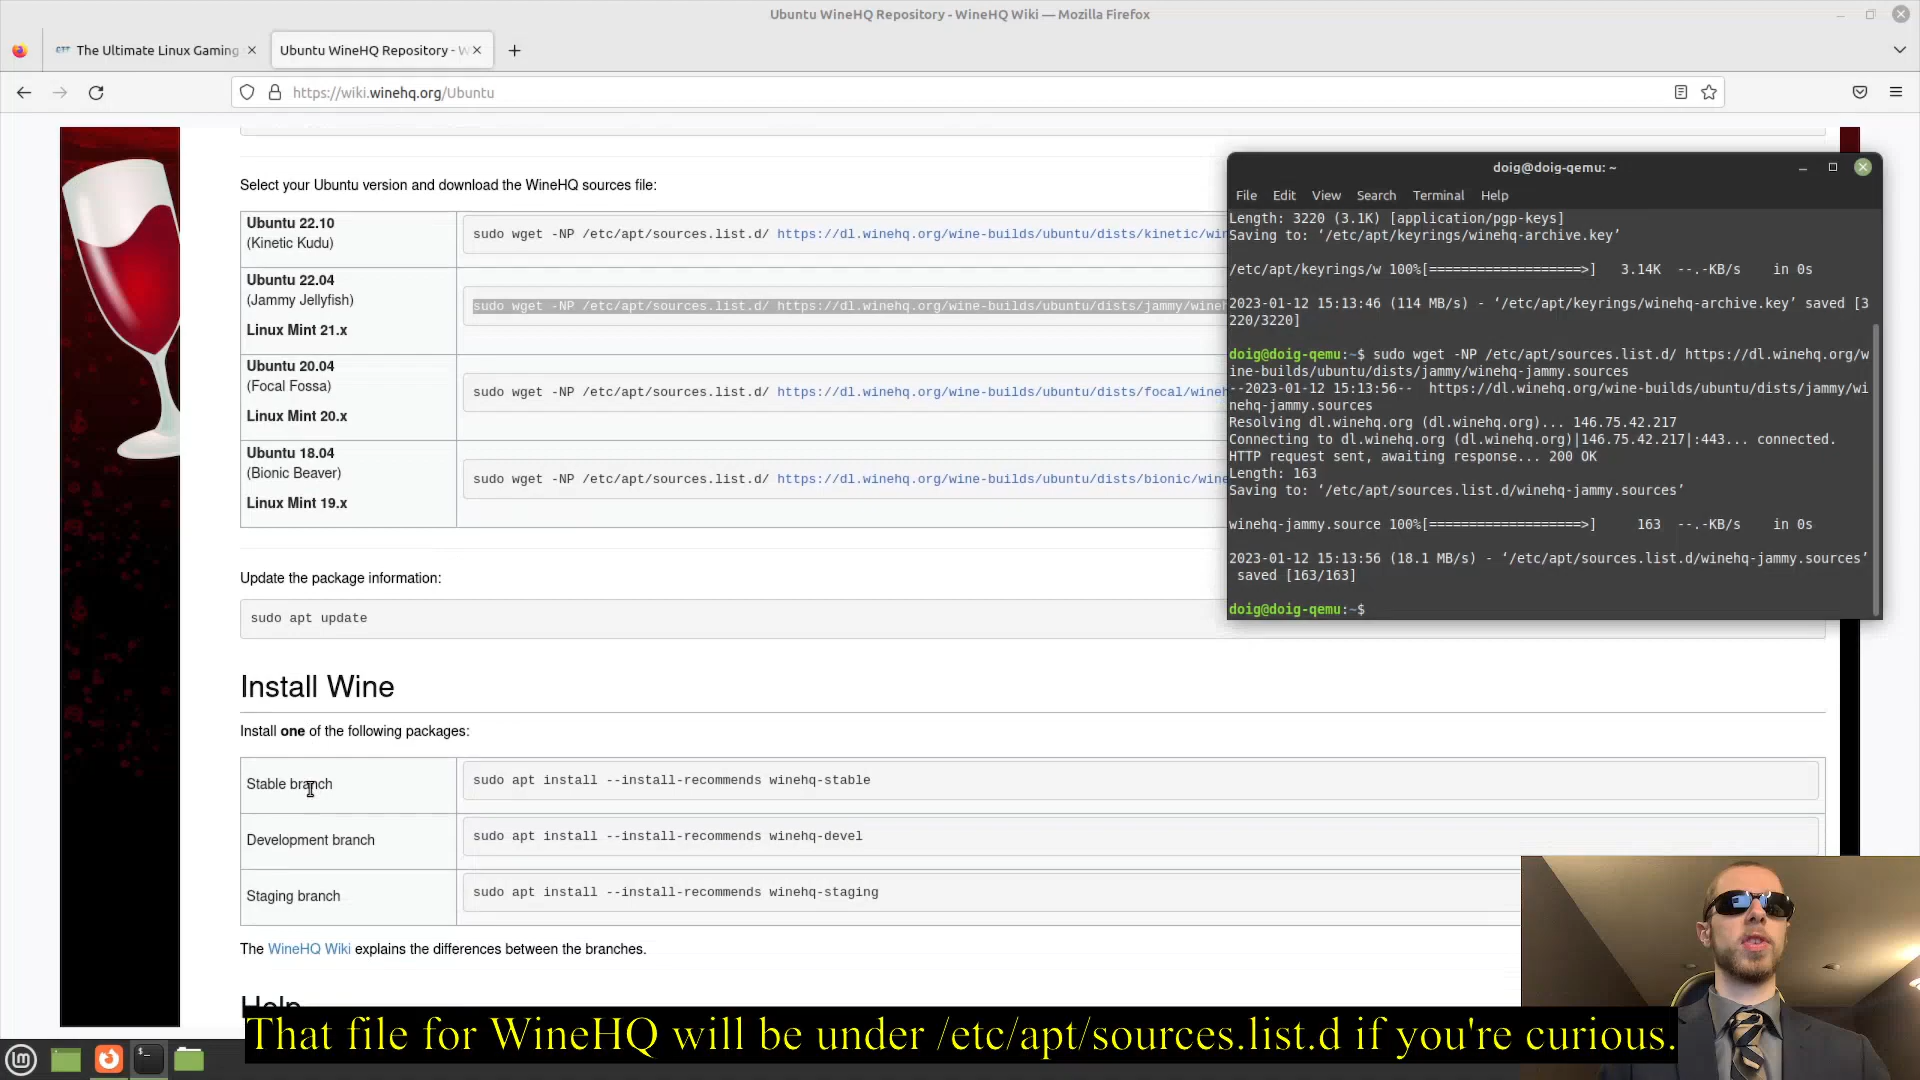 Ubuntu WineHQ Repository - WineHQ Wiki — Mozilla Firefox
The Ultimate Linux Gaming
Ubuntu WineHQ Repository - W
https://wiki.winehq.org/Ubuntu
Select your Ubuntu version and download the WineHQ sources file:
Ubuntu 22.10
(Kinetic Kudu)
sudo wget -NP /etc/apt/sources.list.d/ https://dl.winehq.org/wine-builds/ubuntu/dists/kinetic/win
Ubuntu 22.04
(Jammy Jellyfish)
Linux Mint 21.x
sudo wget -NP /etc/apt/sources.list.d/ https://dl.winehq.org/wine-builds/ubuntu/dists/jammy/wineh
Ubuntu 20.04
(Focal Fossa)
Linux Mint 20.x
sudo wget -NP /etc/apt/sources.list.d/ https://dl.winehq.org/wine-builds/ubuntu/dists/focal/wineh
Ubuntu 18.04
(Bionic Beaver)
Linux Mint 19.x
sudo wget -NP /etc/apt/sources.list.d/ https://dl.winehq.org/wine-builds/ubuntu/dists/bionic/wine
Update the package information:
sudo apt update
Install Wine
Install one of the following packages:
Stable branch
sudo apt install --install-recommends winehq-stable
Development branch
sudo apt install --install-recommends winehq-devel
Staging branch
sudo apt install --install-recommends winehq-staging
The WineHQ Wiki explains the differences between the branches.
Help
doig@doig-qemu: ~
File Edit View Search Terminal Help
Length: 3220 (3.1K) [application/pgp-keys]
Saving to: ‘/etc/apt/keyrings/winehq-archive.key’
/etc/apt/keyrings/w 100%[===================>]   3.14K  --.-KB/s    in 0s
2023-01-12 15:13:46 (114 MB/s) - ‘/etc/apt/keyrings/winehq-archive.key’ saved [3
220/3220]
doig@doig-qemu:~$ sudo wget -NP /etc/apt/sources.list.d/ https://dl.winehq.org/w
ine-builds/ubuntu/dists/jammy/winehq-jammy.sources
--2023-01-12 15:13:56--  https://dl.winehq.org/wine-builds/ubuntu/dists/jammy/wi
nehq-jammy.sources
Resolving dl.winehq.org (dl.winehq.org)... 146.75.42.217
Connecting to dl.winehq.org (dl.winehq.org)|146.75.42.217|:443... connected.
HTTP request sent, awaiting response... 200 OK
Length: 163
Saving to: ‘/etc/apt/sources.list.d/winehq-jammy.sources’
winehq-jammy.source 100%[===================>]     163  --.-KB/s    in 0s
2023-01-12 15:13:56 (18.1 MB/s) - ‘/etc/apt/sources.list.d/winehq-jammy.sources’
saved [163/163]
doig@doig-qemu:~$
That file for WineHQ will be under /etc/apt/sources.list.d if you're curious.